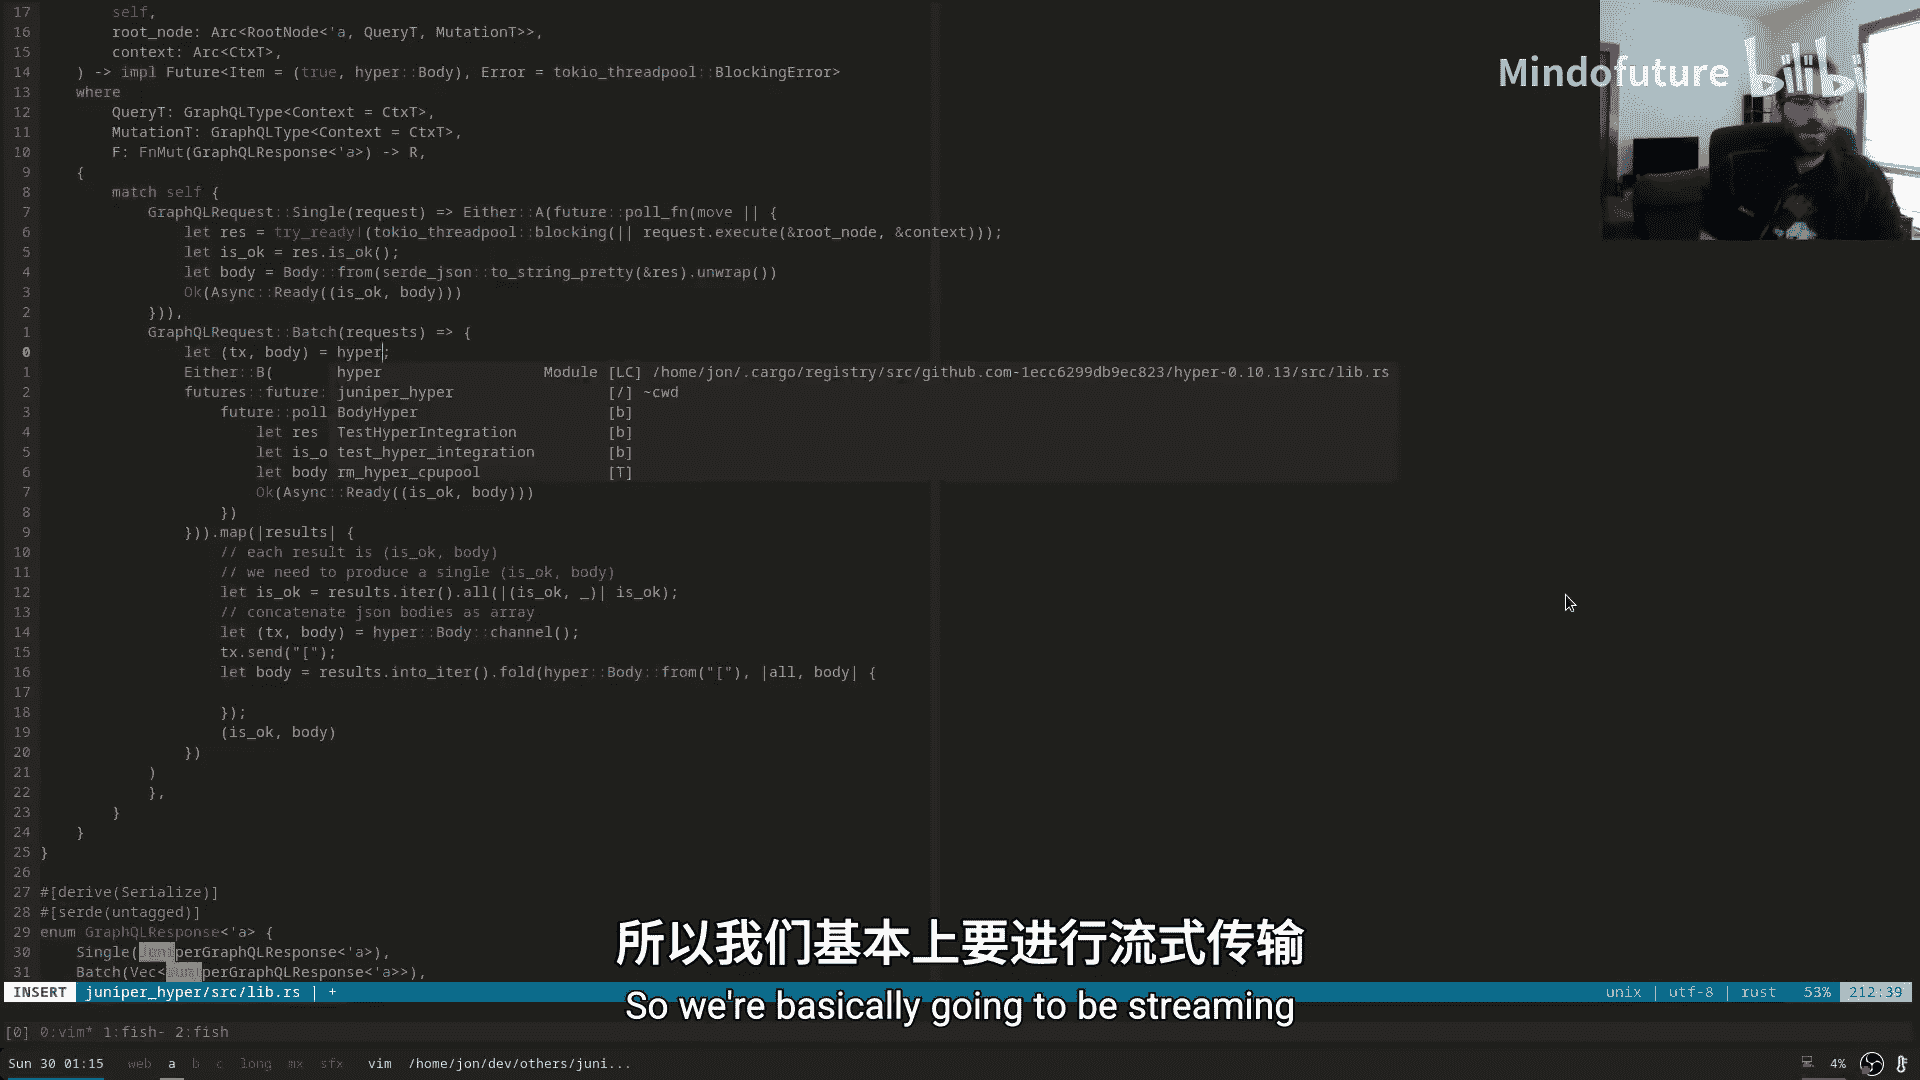 17 self,
16 root_node: Arc<RootNode<'a, QueryT, MutationT>>,
15 context: Arc<CtxT>,
14 ) -> impl Future<Item = (true, hyper::Body), Error = tokio_threadpool::BlockingError>
13 where
12 QueryT: GraphQLType<Context = CtxT>,
11 MutationT: GraphQLType<Context = CtxT>,
10 F: FnMut(GraphQLResponse<'a>) -> R,
9 {
8 match self {
7 GraphQLRequest::Single(request) => Either::A(future::poll_fn(move || {
6 let res = try_ready!(tokio_threadpool::blocking(|| request.execute(&root_node, &context)));
5 let is_ok = res.is_ok();
4 let body = Body::from(serde_json::to_string_pretty(&res).unwrap())
3 Ok(Async::Ready((is_ok, body)))
2 })),
1 GraphQLRequest::Batch(requests) => {
0 let (tx, body) = hyper;
1 Either::B( hyper Module [LC] /home/jon/.cargo/registry/src/github.com-1ecc6299db9ec823/hyper-0.10.13/src/lib.rs
2 futures::future: juniper_hyper [/] ~cwd
3 future::poll BodyHyper [b]
4 let res TestHyperIntegration [b]
5 let is_o test_hyper_integration [b]
6 let body rm_hyper_cpupool [T]
7 Ok(Async::Ready((is_ok, body)))
8 })
9 })).map(|results| {
10 // each result is (is_ok, body)
11 // we need to produce a single (is_ok, body)
12 let is_ok = results.iter().all(|(is_ok, _)| is_ok);
13 // concatenate json bodies as array
14 let (tx, body) = hyper::Body::channel();
15 tx.send("[");
16 let body = results.into_iter().fold(hyper::Body::from("["), |all, body| {
17
18 });
19 (is_ok, body)
20 })
21 )
22 },
23 }
24 }
25 }
26
27 #[derive(Serialize)]
28 #[serde(untagged)]
29 enum GraphQLResponse<'a> {
30 Single(JuniperGraphQLResponse<'a>),
31 Batch(Vec<JuniperGraphQLResponse<'a>>),
Mindofuture bilibili
所以我们基本上要进行流式传输
So we're basically going to be streaming
INSERT juniper_hyper/src/lib.rs | + unix | utf-8 | rust 53% 212:39
[0] 0:vim* 1:fish- 2:fish
Sun 30 01:15 web a b c long mx sfx vim /home/jon/dev/others/juni... 4%